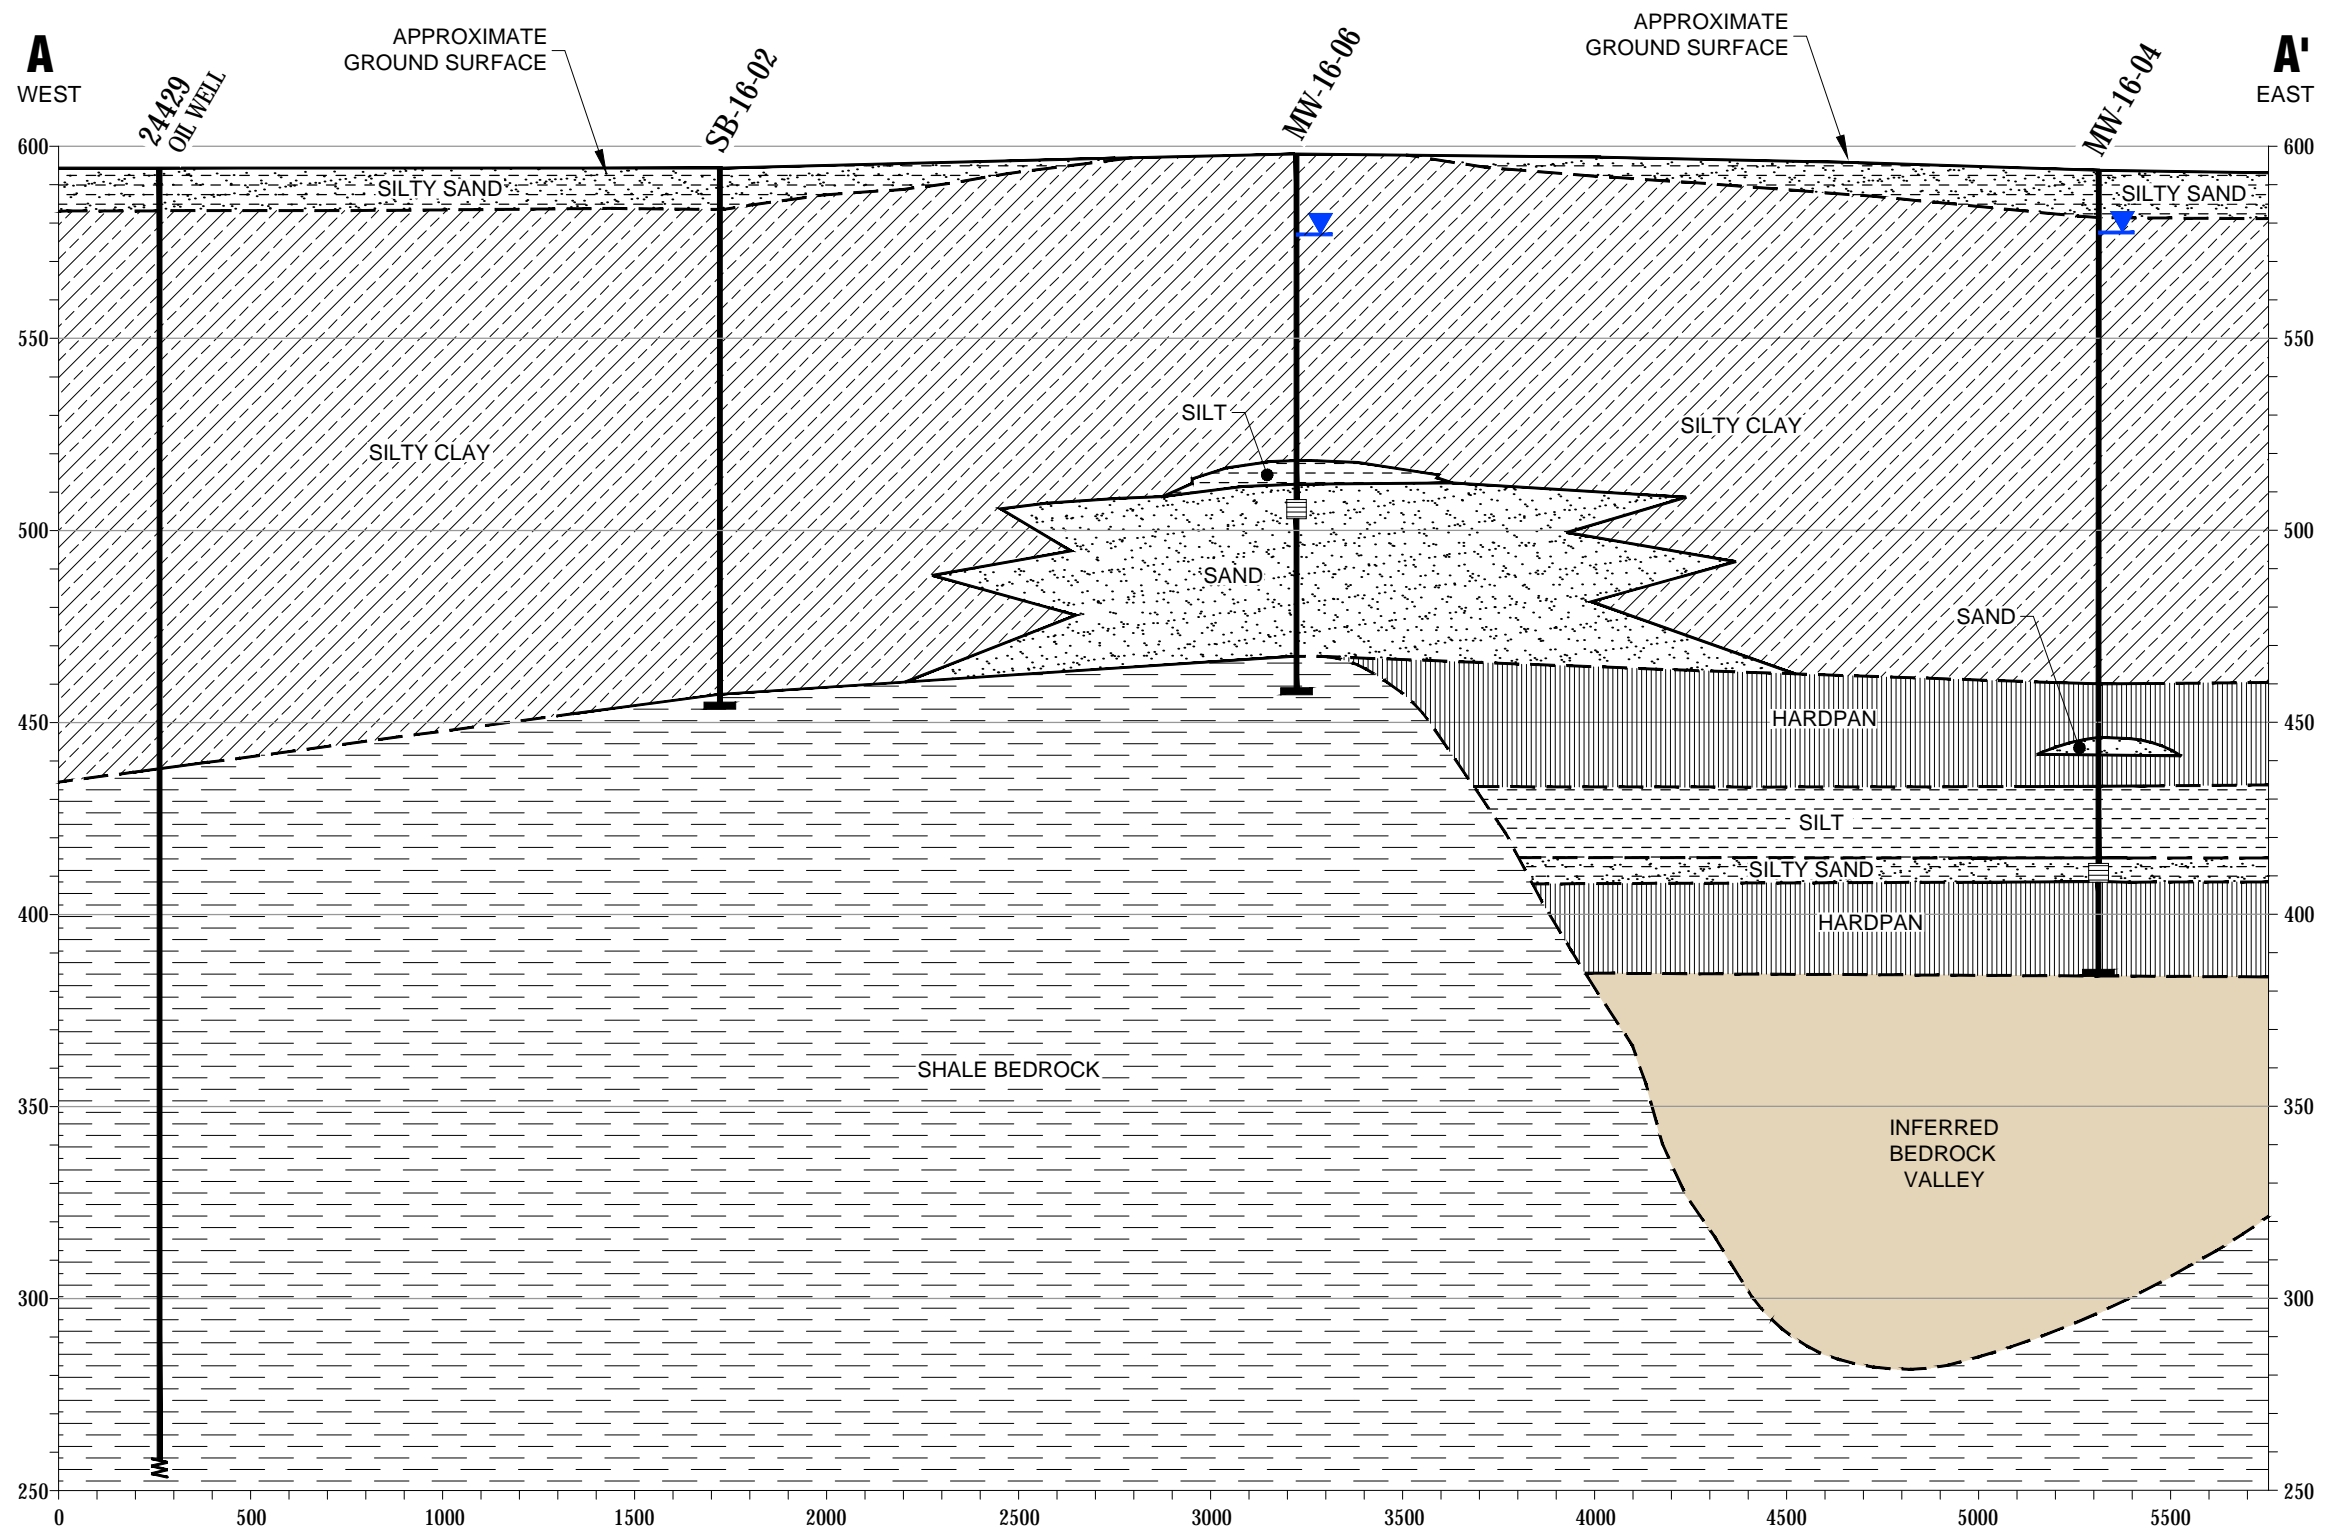 A
WEST
24429
OIL WELL
APPROXIMATE
GROUND SURFACE
SB-16-02
MW-16-06
APPROXIMATE
GROUND SURFACE
MW-16-04
A'
EAST
600
600
SILTY SAND
SILTY SAND
550
550
SILT
SILTY CLAY
SILTY CLAY
500
500
SAND
SAND
450
HARDPAN
450
SILT
SILTY SAND
400
HARDPAN
400
SHALE BEDROCK
350
350
INFERRED
BEDROCK
VALLEY
300
300
250
250
0
500
1000
1500
2000
2500
3000
3500
4000
4500
5000
5500